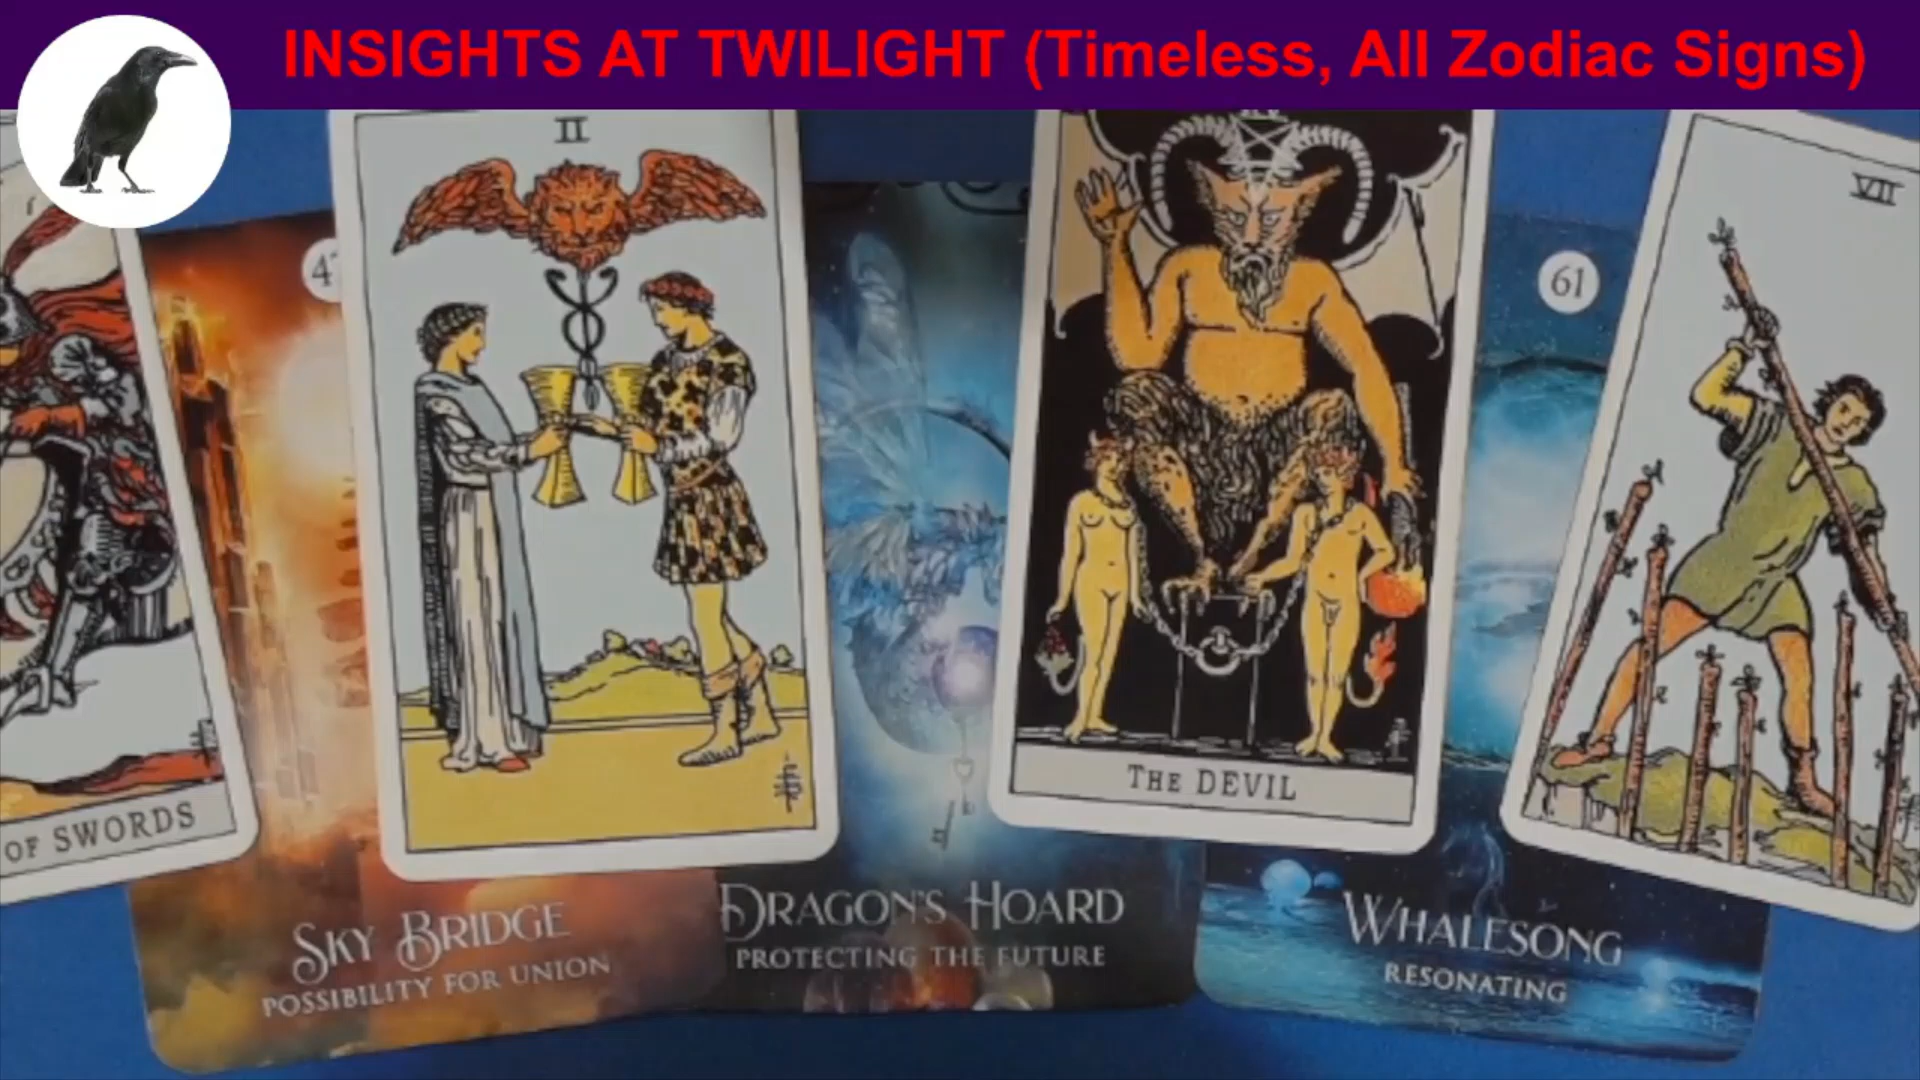 INSIGHTS AT TWILIGHT (Timeless, All Zodiac Signs)
II
VII
61
OF SWORDS
THE DEVIL
SKY BRIDGE
POSSIBILITY FOR UNION
DRAGON'S HOARD
PROTECTING THE FUTURE
WHALESONG
RESONATING